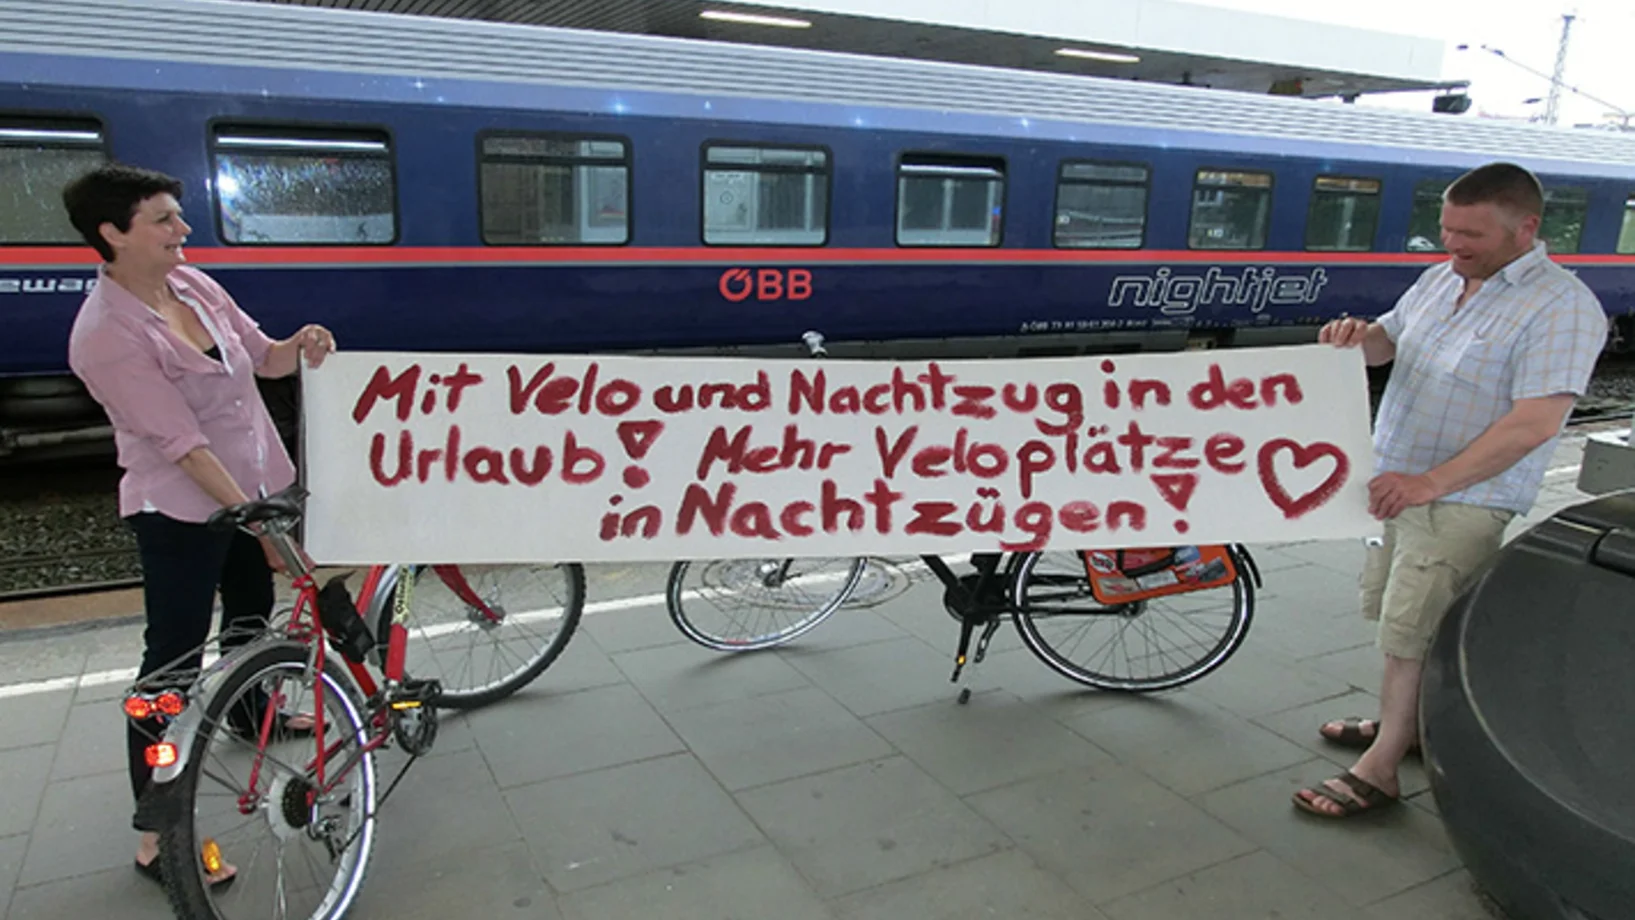 ÖBB
nightjet
Mit Velo und Nachtzug in den
Urlaub! Mehr Veloplätze
in Nachtzügen!